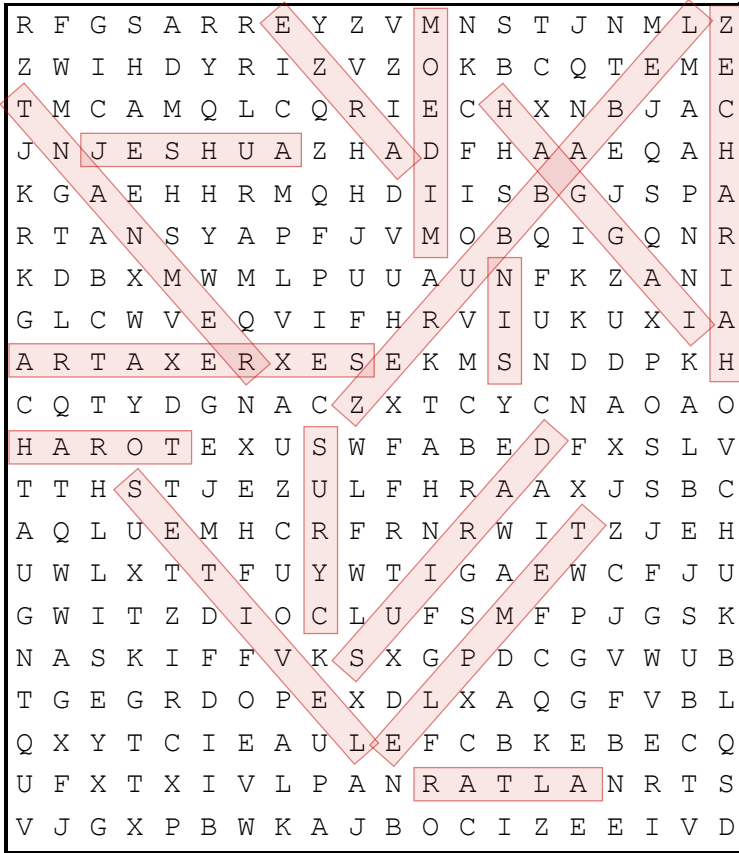 R F G S A R R E Y Z V M N S T J N M L Z
Z W I H D Y R I Z V Z O K B C Q T E M E
T M C A M Q L C Q R I E C H X N B J A C
J N J E S H U A Z H A D F H A A E Q A H
K G A E H H R M Q H D I I S B G J S P A
R T A N S Y A P F J V M O B Q I G Q N R
K D B X M W M L P U U A U N F K Z A N I
G L C W V E Q V I F H R V I U K U X I A
A R T A X E R X E S E K M S N D D P K H
C Q T Y D G N A C Z X T C Y C N A O A O
H A R O T E X U S W F A B E D F X S L V
T T H S T J E Z U L F H R A A X J S B C
A Q L U E M H C R F R N R W I T Z J E H
U W L X T T F U Y W T I G A E W C F J U
G W I T Z D I O C L U F S M F P J G S K
N A S K I F F V K S X G P D C G V W U B
T G E G R D O P E X D L X A Q G F V B L
Q X Y T C I E A U L E F C B K E B E C Q
U F X T X I V L P A N R A T L A N R T S
V J G X P B W K A J B O C I Z E E I V D